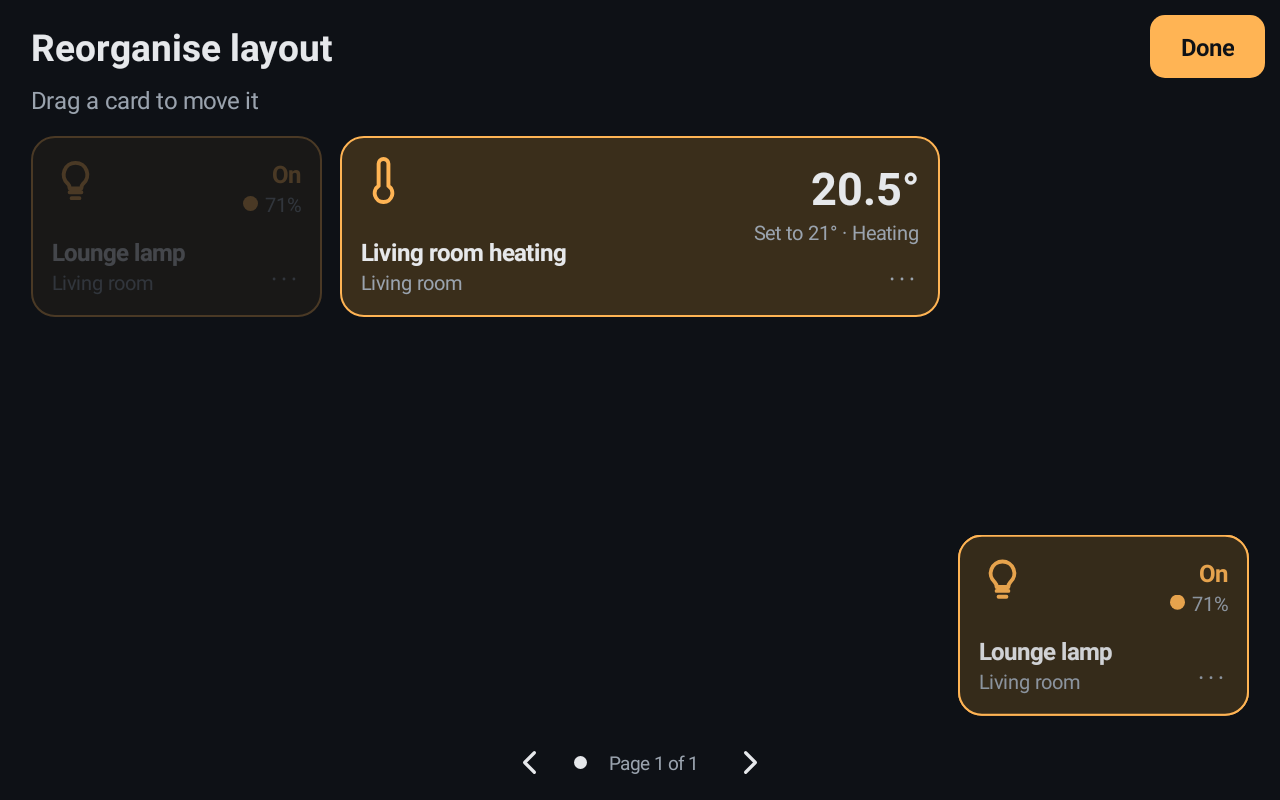 Reorganise layout
Done
Drag a card to move it
On
71%
Lounge lamp
Living room
...
20.5°
Set to 21° · Heating
Living room heating
Living room
...
On
71%
Lounge lamp
Living room
...
Page 1 of 1